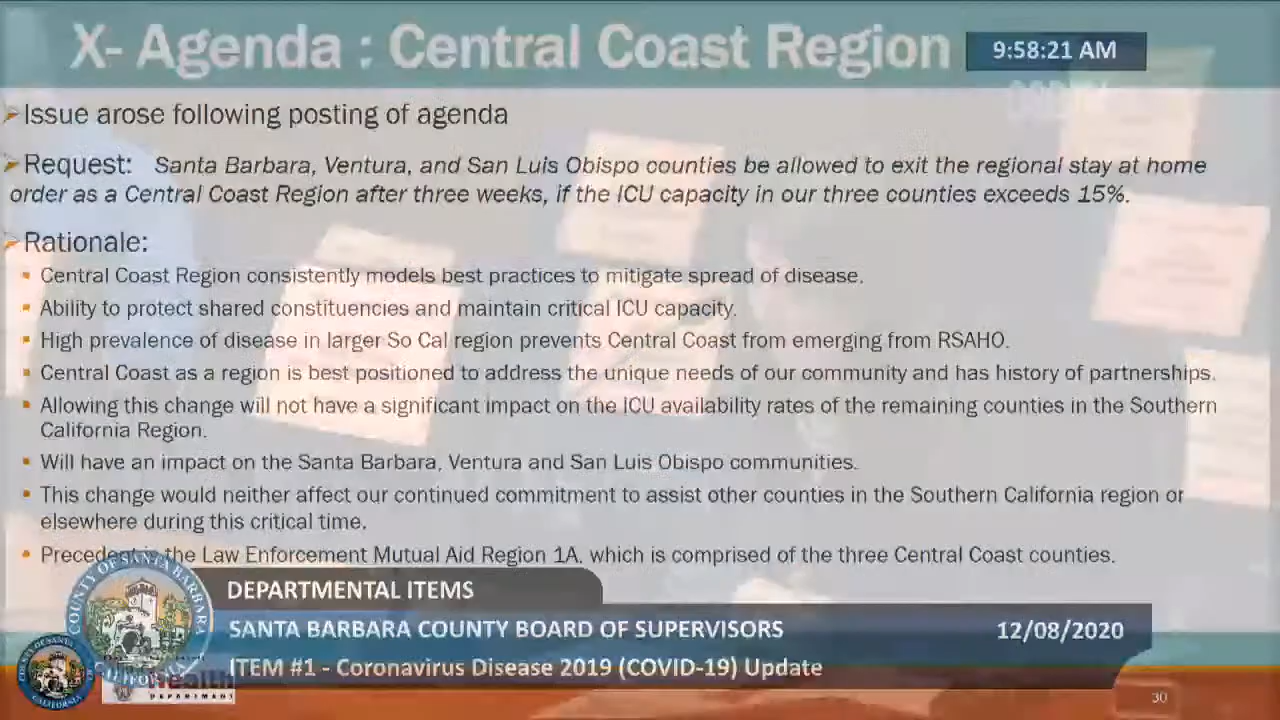 X- Agenda : Central Coast Region
9:58:21 AM
Issue arose following posting of agenda
Request: Santa Barbara, Ventura, and San Luis Obispo counties be allowed to exit the regional stay at home
order as a Central Coast Region after three weeks, if the ICU capacity in our three counties exceeds 15%.
Rationale:
Central Coast Region consistently models best practices to mitigate spread of disease.
Ability to protect shared constituencies and maintain critical ICU capacity.
High prevalence of disease in larger So Cal region prevents Central Coast from emerging from RSAHO.
Central Coast as a region is best positioned to address the unique needs of our community and has history of partnerships.
Allowing this change will not have a significant impact on the ICU availability rates of the remaining counties in the Southern
California Region.
Will have an impact on the Santa Barbara, Ventura and San Luis Obispo communities.
This change would neither affect our continued commitment to assist other counties in the Southern California region or
elsewhere during this critical time.
Precedent is the Law Enforcement Mutual Aid Region 1A, which is comprised of the three Central Coast counties.
COUNTY OF SANTA BARBARA
CALIFORNIA
DEPARTMENTAL ITEMS
SANTA BARBARA COUNTY BOARD OF SUPERVISORS
12/08/2020
ITEM #1 - Coronavirus Disease 2019 (COVID-19) Update
Health
DEPARTMENT
30